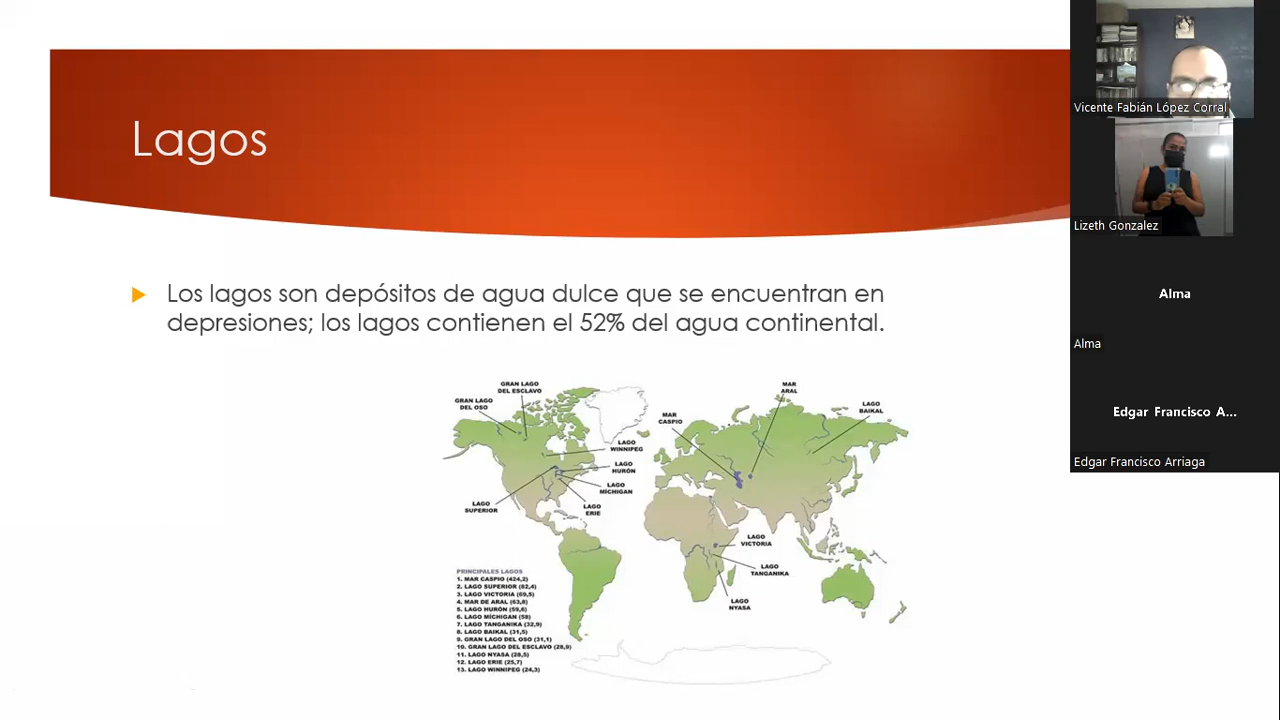 Lagos
Los lagos son depósitos de agua dulce que se encuentran en
depresiones; los lagos contienen el 52% del agua continental.
GRAN LAGO
DEL ESCLAVO
GRAN LAGO
DEL OSO
MAR
ARAL
MAR
CASPIO
LAGO
BAIKAL
LAGO
WINNIPEG
LAGO
HURÓN
LAGO
MICHIGAN
LAGO
SUPERIOR
LAGO
ERIE
LAGO
VICTORIA
LAGO
TANGANIKA
LAGO
NYASA
PRINCIPALES LAGOS
1. MAR CASPIO (424,2)
2. LAGO SUPERIOR (82,4)
3. LAGO VICTORIA (69,5)
4. MAR DE ARAL (63,8)
5. LAGO HURÓN (59,6)
6. LAGO MÍCHIGAN (58)
7. LAGO TANGANIKA (32,9)
8. LAGO BAIKAL (31,5)
9. GRAN LAGO DEL OSO (31,1)
10. GRAN LAGO DEL ESCLAVO (28,9)
11. LAGO NYASA (28,5)
12. LAGO ERIE (25,7)
13. LAGO WINNIPEG (24,3)
Vicente Fabián López Corral
Lizeth Gonzalez
Alma
Alma
Edgar Francisco A...
Edgar Francisco Arriaga